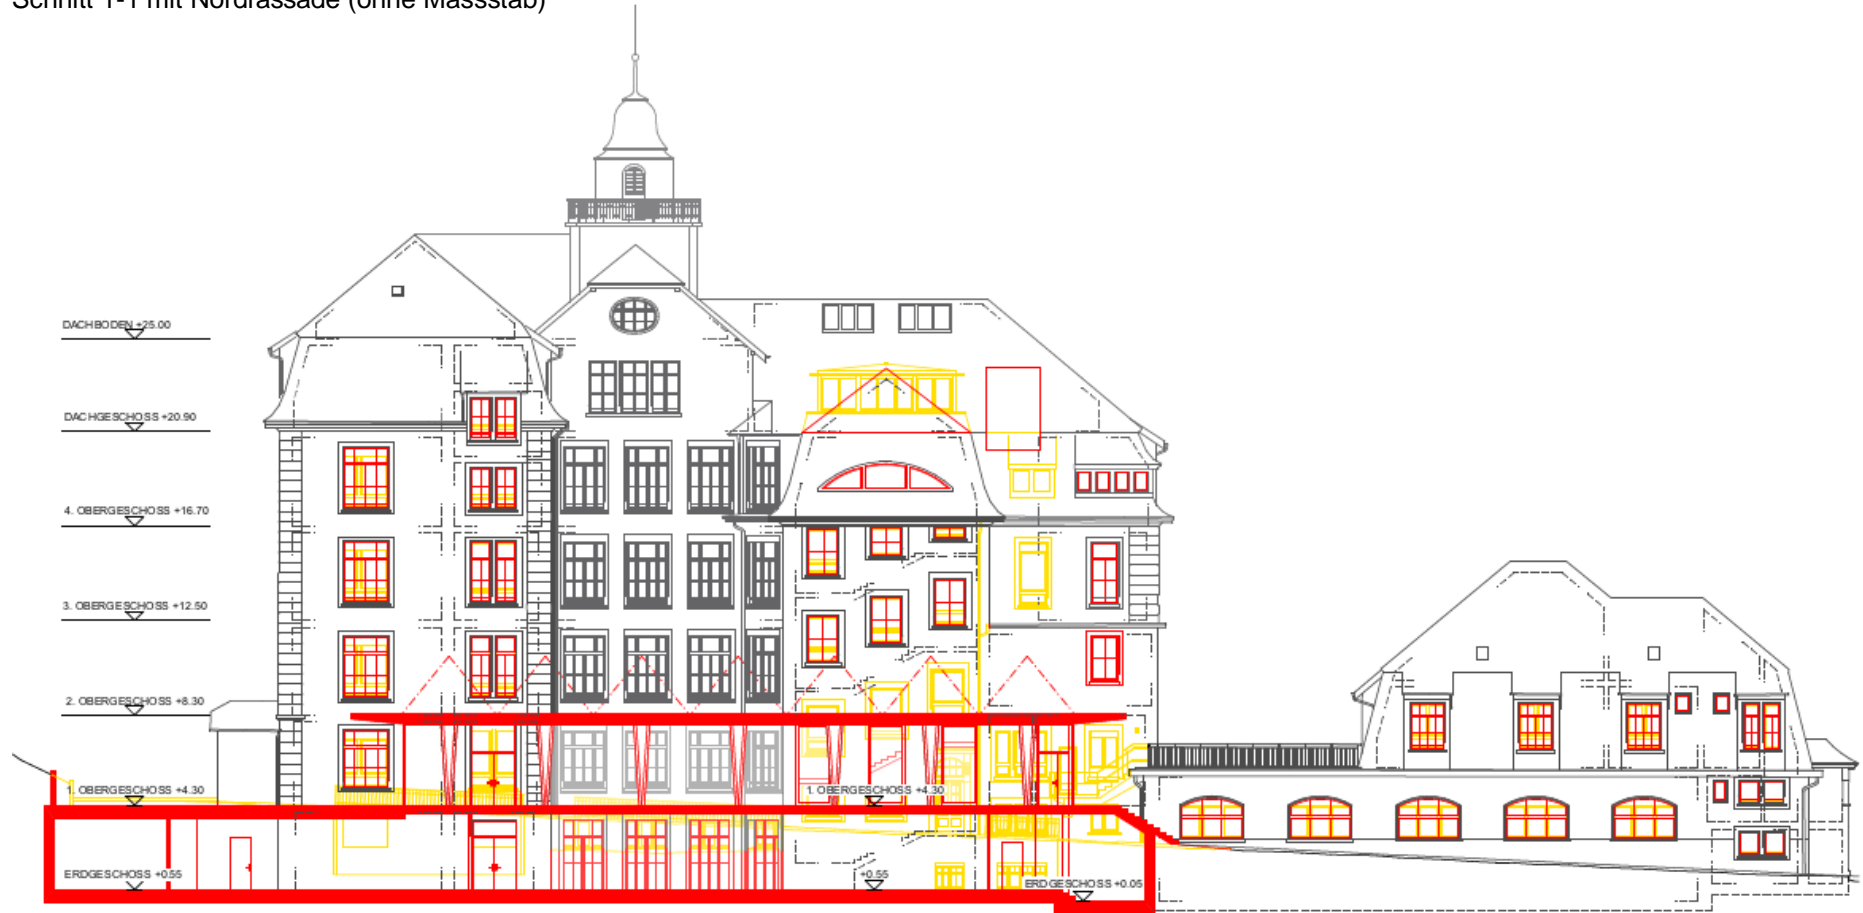 Schnitt 1-1 mit Nordfassade (ohne Massstab)
DACHBODEN +25.00
DACHGESCHOSS +20.90
4. OBERGESCHOSS +16.70
3. OBERGESCHOSS +12.50
2. OBERGESCHOSS +8.30
1. OBERGESCHOSS +4.30
1. OBERGESCHOSS +4.30
ERDGESCHOSS +0.55
+0.55
ERDGESCHOSS +0.05